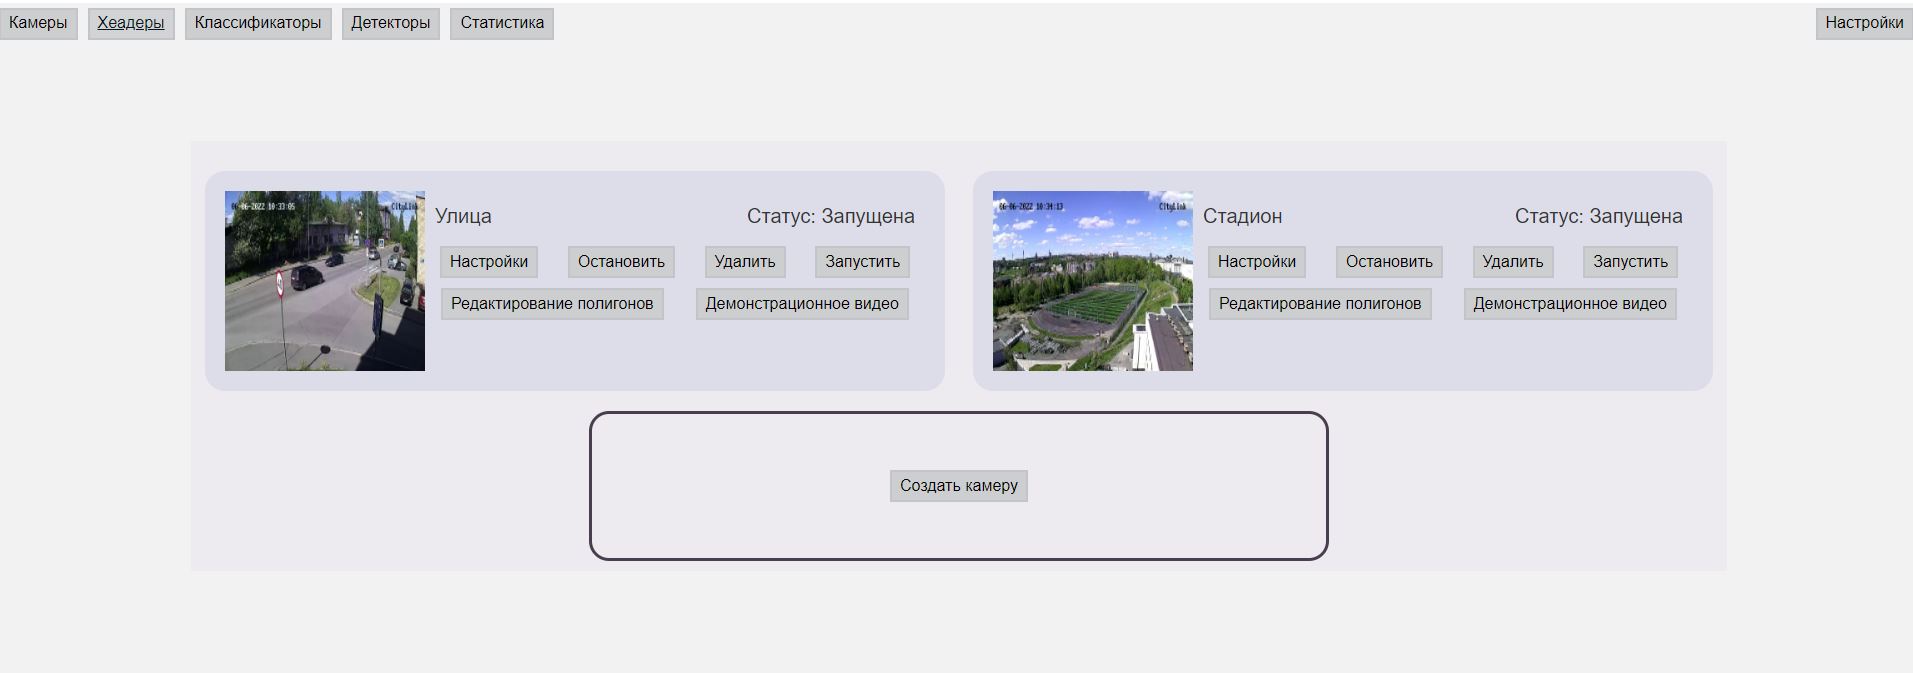 Камеры Хеадеры Классификаторы Детекторы Статистика Настройки
06-06-2022 10:33:05 CityLink
Улица Статус: Запущена
Настройки Остановить Удалить Запустить
Редактирование полигонов Демонстрационное видео
06-06-2022 10:34:13 CityLink
Стадион Статус: Запущена
Настройки Остановить Удалить Запустить
Редактирование полигонов Демонстрационное видео
Создать камеру